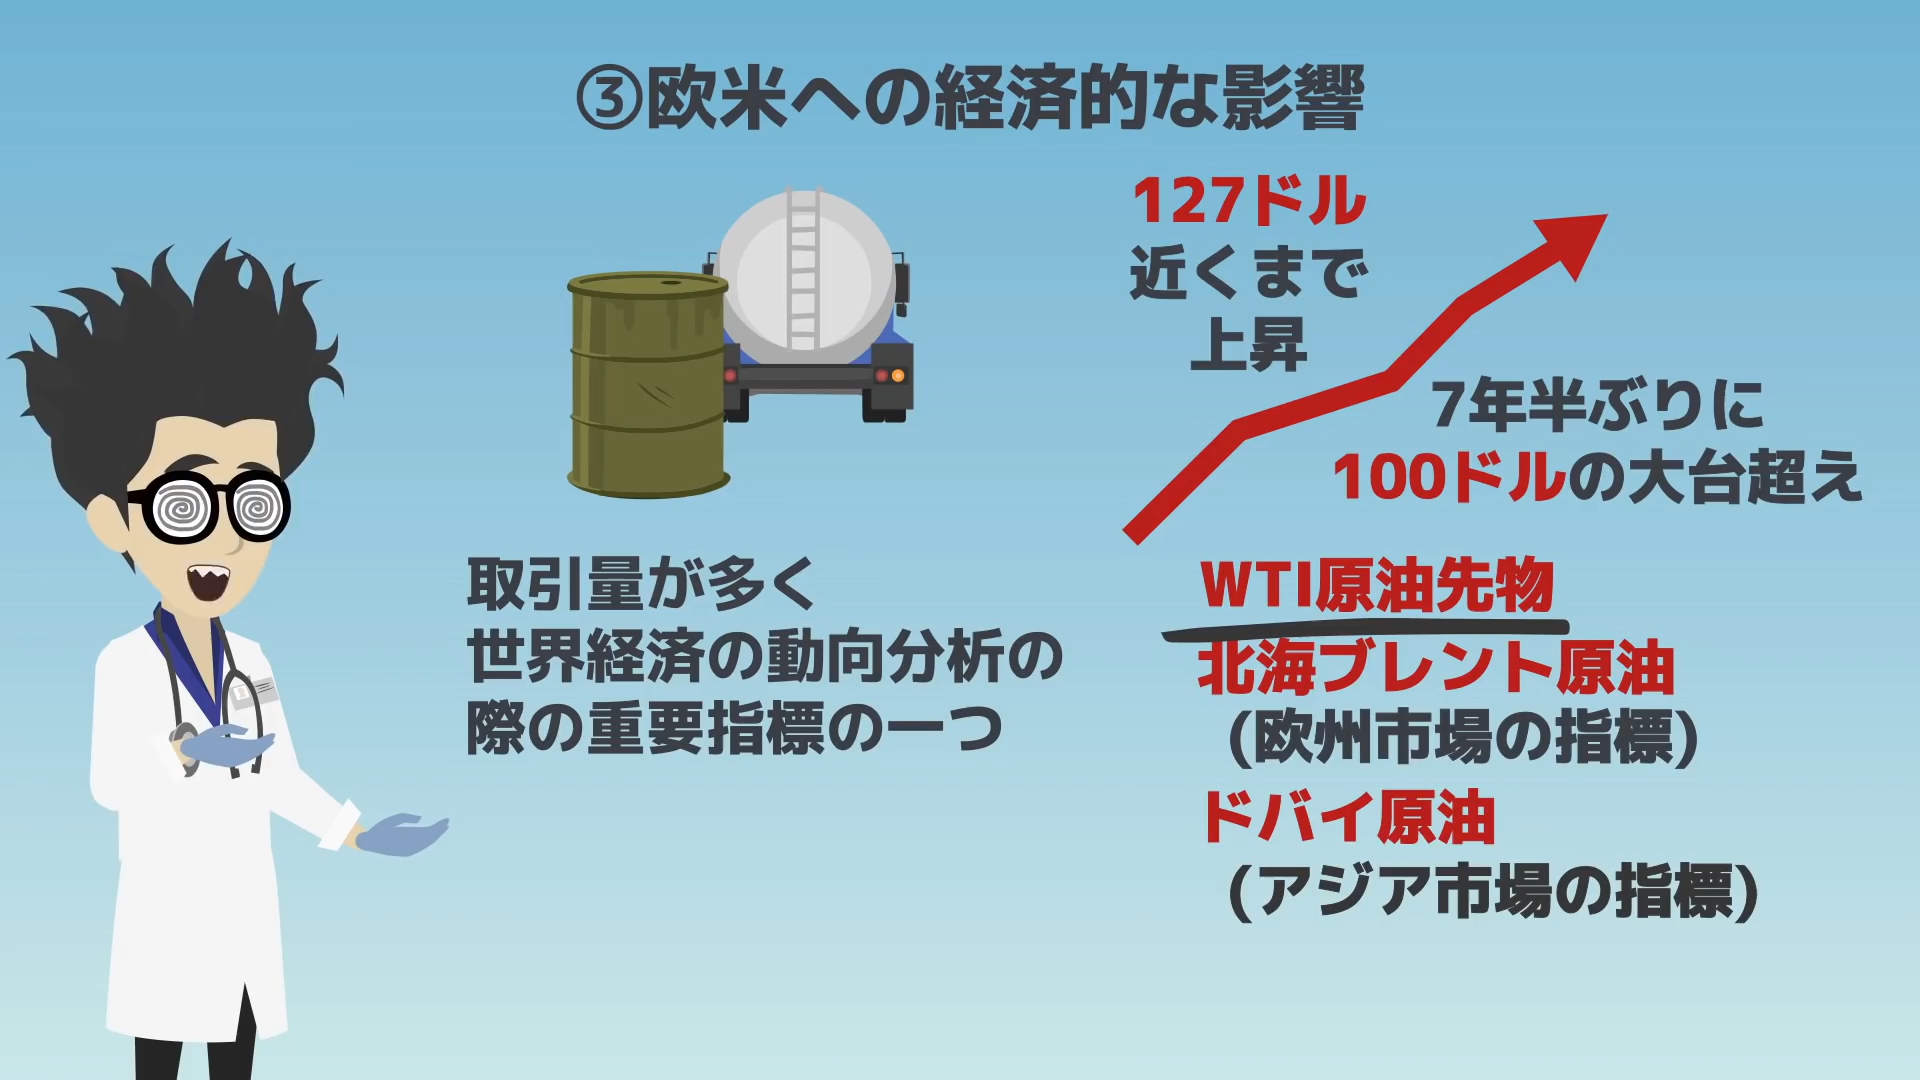 ③欧米への経済的な影響
127ドル
近くまで
上昇
7年半ぶりに
100ドルの大台超え
取引量が多く
世界経済の動向分析の
際の重要指標の一つ
WTI原油先物
北海ブレント原油
(欧州市場の指標)
ドバイ原油
(アジア市場の指標)